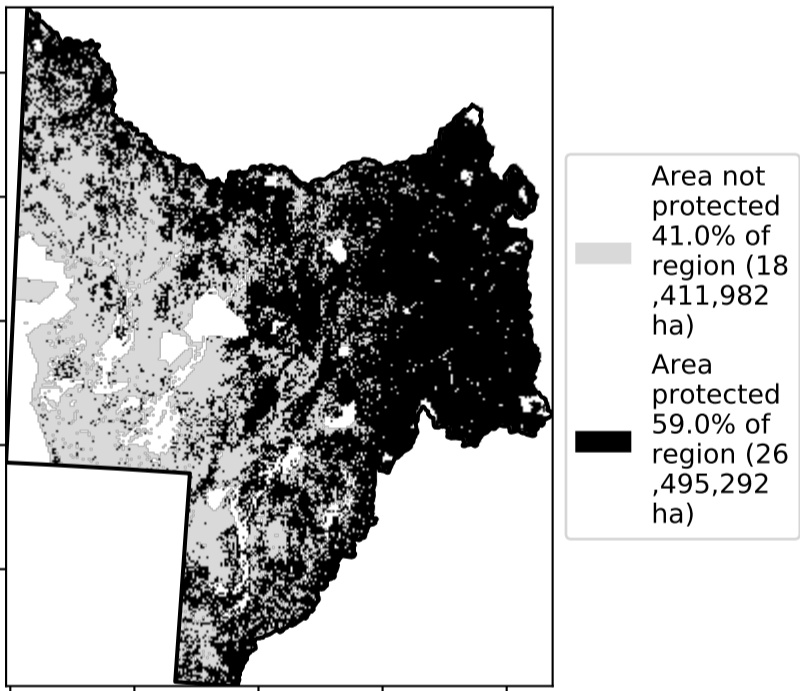 Area not
protected
41.0% of
region (18
,411,982
ha)
Area
protected
59.0% of
region (26
,495,292
ha)